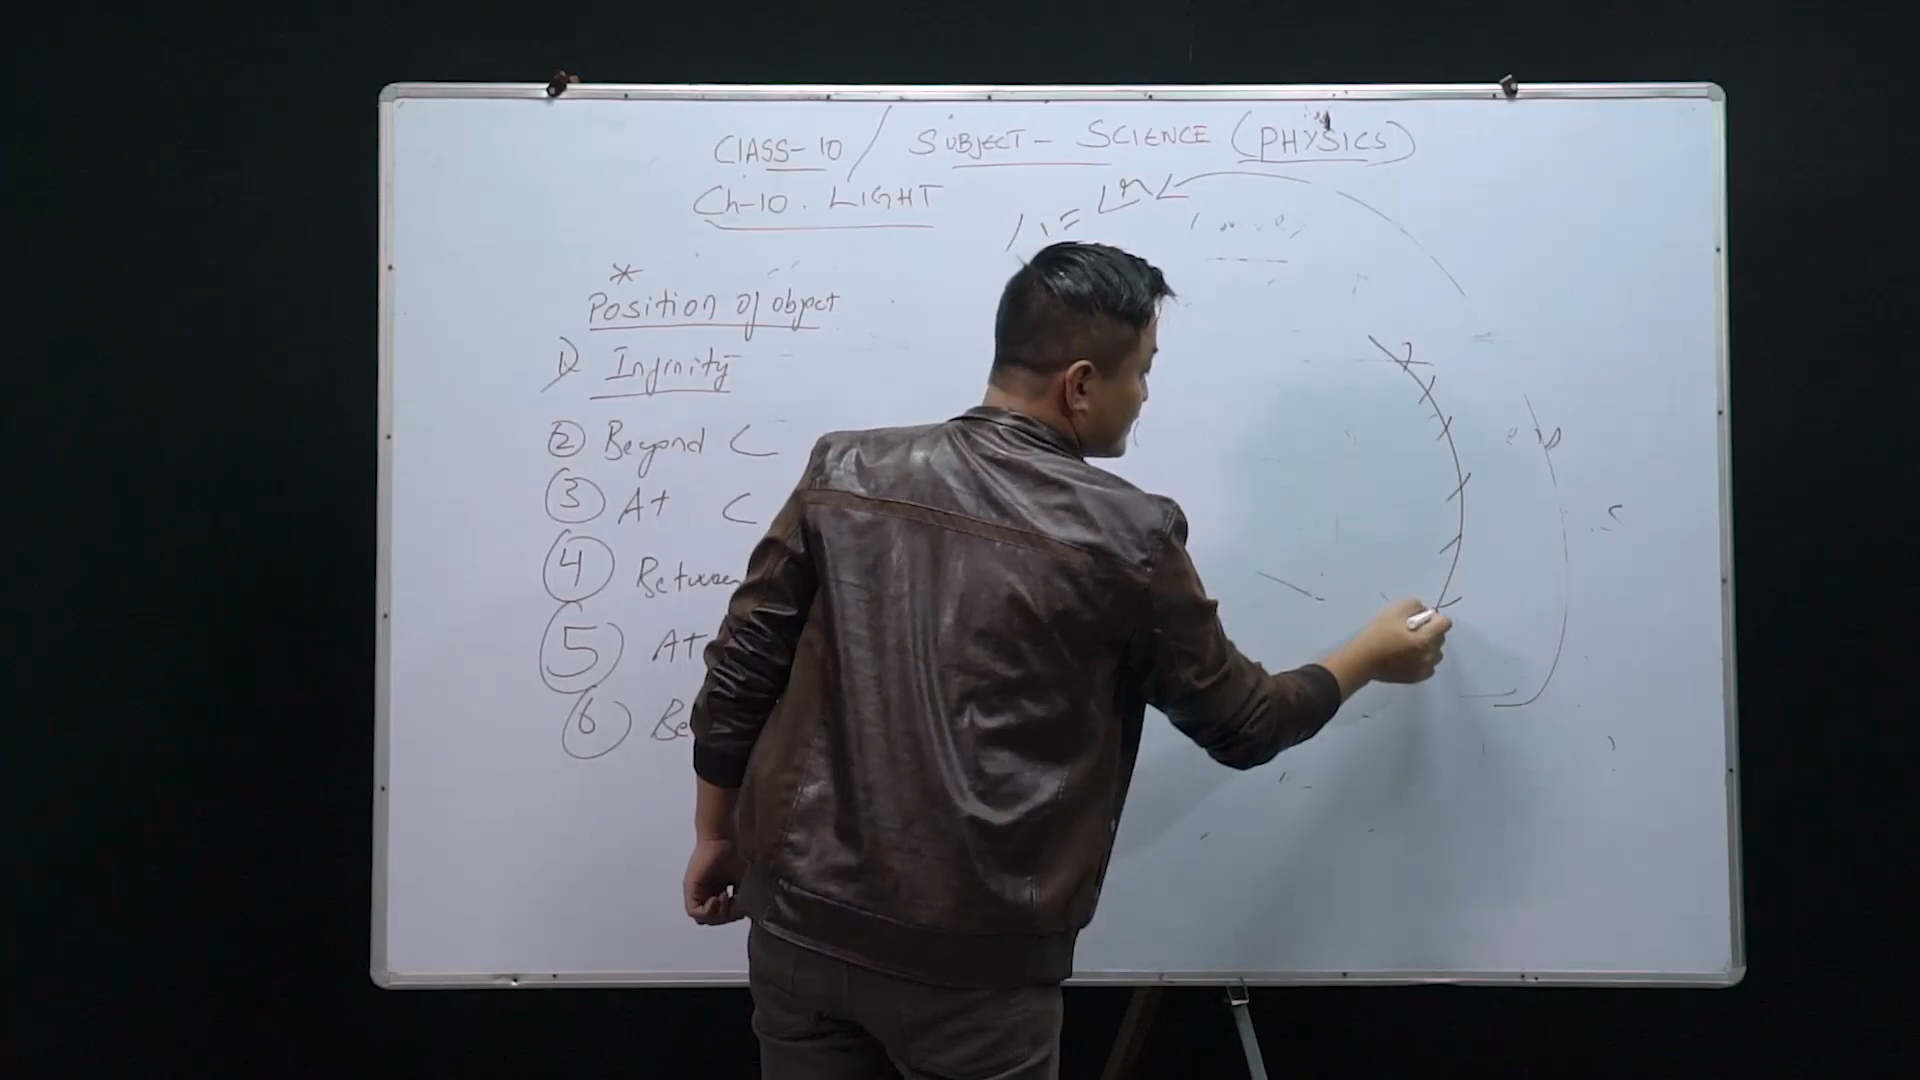 CLASS-10 / SUBJECT - SCIENCE (PHYSICS)
Ch-10. LIGHT
*
Position of object
1) Infinity
② Beyond C
③ At C
④ Between
⑤ At
⑥ Be